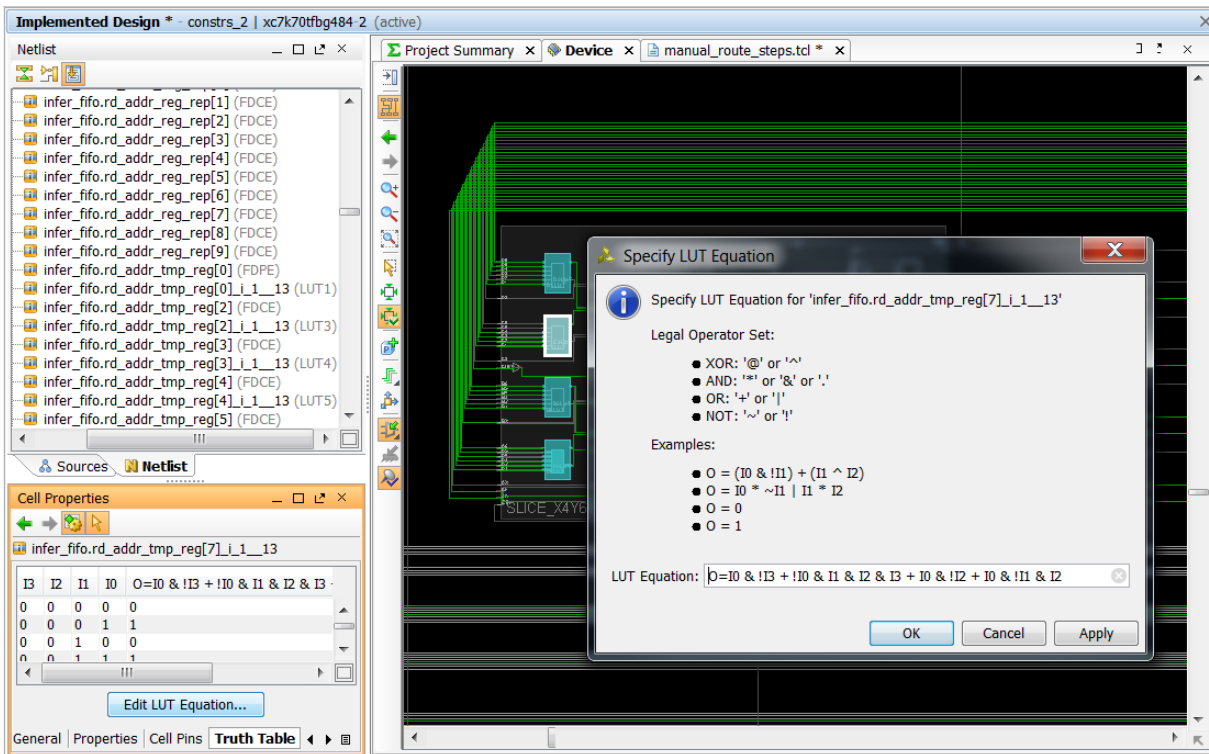 Implemented Design * - constrs_2 | xc7k70tfbg484-2 (active)
Netlist
infer_fifo.rd_addr_reg_rep[1] (FDCE)
infer_fifo.rd_addr_reg_rep[2] (FDCE)
infer_fifo.rd_addr_reg_rep[3] (FDCE)
infer_fifo.rd_addr_reg_rep[4] (FDCE)
infer_fifo.rd_addr_reg_rep[5] (FDCE)
infer_fifo.rd_addr_reg_rep[6] (FDCE)
infer_fifo.rd_addr_reg_rep[7] (FDCE)
infer_fifo.rd_addr_reg_rep[8] (FDCE)
infer_fifo.rd_addr_reg_rep[9] (FDCE)
infer_fifo.rd_addr_tmp_reg[0] (FDPE)
infer_fifo.rd_addr_tmp_reg[0]_i_1__13 (LUT1)
infer_fifo.rd_addr_tmp_reg[2] (FDCE)
infer_fifo.rd_addr_tmp_reg[2]_i_1__13 (LUT3)
infer_fifo.rd_addr_tmp_reg[3] (FDCE)
infer_fifo.rd_addr_tmp_reg[3]_i_1__13 (LUT4)
infer_fifo.rd_addr_tmp_reg[4] (FDCE)
infer_fifo.rd_addr_tmp_reg[4]_i_1__13 (LUT5)
infer_fifo.rd_addr_tmp_reg[5] (FDCE)
Sources Netlist
Cell Properties
infer_fifo.rd_addr_tmp_reg[7]_i_1__13
I3 I2 I1 I0 O=I0 & !I3 + !I0 & I1 & I2 & I3
0 0 0 0 0
0 0 0 1 1
0 0 1 0 0
0 0 1 1 1
Edit LUT Equation...
General Properties Cell Pins Truth Table
Project Summary Device manual_route_steps.tcl *
SLICE_X4Y6
Specify LUT Equation
Specify LUT Equation for 'infer_fifo.rd_addr_tmp_reg[7]_i_1__13'
Legal Operator Set:
XOR: '@' or '^'
AND: '*' or '&' or '.'
OR: '+' or '|'
NOT: '~' or '!'
Examples:
O = (I0 & !I1) + (I1 ^ I2)
O = I0 * ~I1 | I1 * I2
O = 0
O = 1
LUT Equation: O=I0 & !I3 + !I0 & I1 & I2 & I3 + I0 & !I2 + I0 & !I1 & I2
OK Cancel Apply